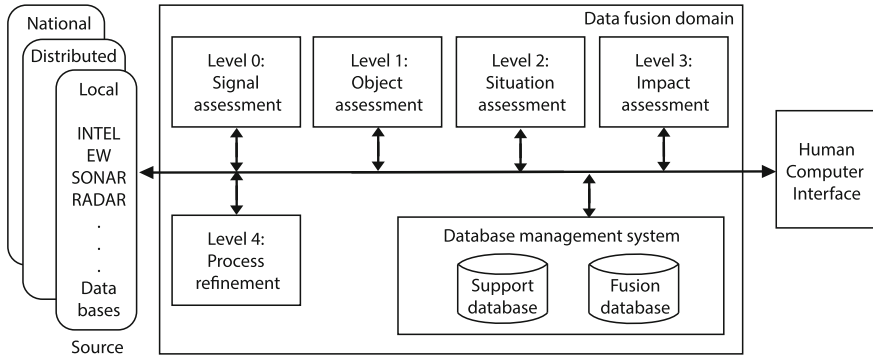 National
Distributed
Local
INTEL
EW
SONAR
RADAR
.
.
.
Data
bases
Source
Data fusion domain
Level 0:
Signal
assessment
Level 1:
Object
assessment
Level 2:
Situation
assessment
Level 3:
Impact
assessment
Level 4:
Process
refinement
Database management system
Support
database
Fusion
database
Human
Computer
Interface